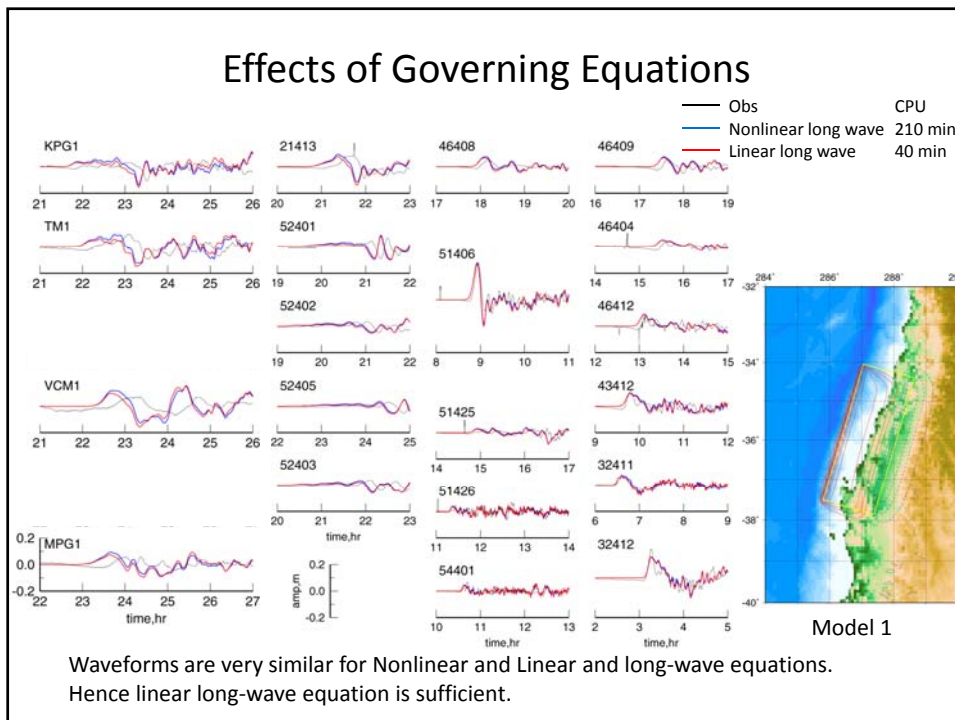 Effects of Governing Equations
Obs CPU
Nonlinear long wave 210 min
Linear long wave 40 min
KPG1
21 22 23 24 25 26
TM1
21 22 23 24 25 26
VCM1
21 22 23 24 25 26
0.2
0.0
-0.2
MPG1
22 23 24 25 26 27
time,hr
21413
20 21 22 23
52401
19 20 21 22
52402
19 20 21 22
52405
22 23 24 25
52403
20 21 22 23
amp,m
0.2
0.0
-0.2
46408
17 18 19 20
51406
8 9 10 11
51425
14 15 16 17
51426
11 12 13 14
54401
10 11 12 13
time,hr
46409
16 17 18 19
46404
14 15 16 17
46412
12 13 14 15
43412
9 10 11 12
32411
6 7 8 9
32412
2 3 4 5
time,hr
284˚ 286˚ 288˚
-32˚
-34˚
-36˚
-38˚
-40˚
Model 1
Waveforms are very similar for Nonlinear and Linear and long-wave equations.
Hence linear long-wave equation is sufficient.